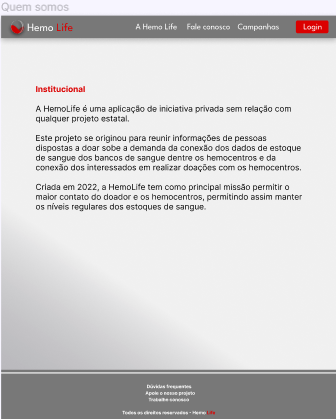 Quem somos
Hemo Life
A Hemo Life Fale conosco Campanhas Login
Institucional
A HemoLife é uma aplicação de iniciativa privada sem relação com
qualquer projeto estatal.
Este projeto se originou para reunir informações de pessoas
dispostas a doar sobe a demanda da conexão dos dados de estoque
de sangue dos bancos de sangue dentre os hemocentros e da
conexão dos interessados em realizar doações com os hemocentros.
Criada em 2022, a HemoLife tem como principal missão permitir o
maior contato do doador e os hemocentros, permitindo assim manter
os níveis regulares dos estoques de sangue.
Dúvidas frequentes
Apoie o nosso projeto
Trabalhe conosco
Todos os direitos reservados - Hemo Life